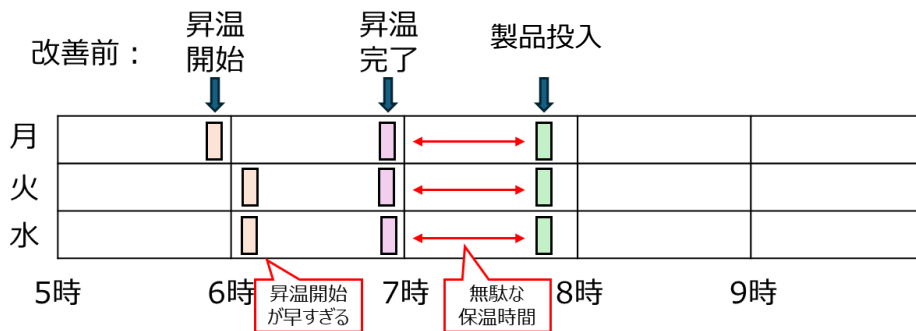 改善前：
昇温
開始
昇温
完了
製品投入
月
火
水
5時
6時
7時
8時
9時
昇温開始
が早すぎる
無駄な
保温時間